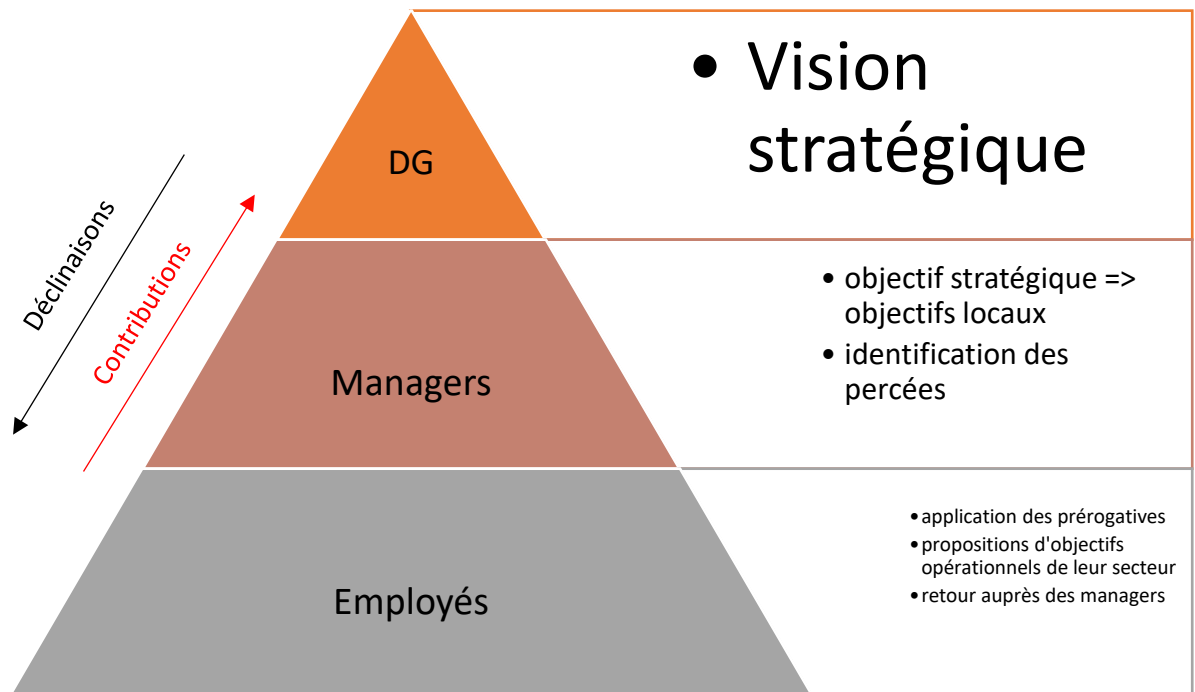 • Vision
stratégique
DG
Déclinaisons
Contributions
• objectif stratégique =>
objectifs locaux
• identification des
percées
Managers
• application des prérogatives
• propositions d'objectifs
opérationnels de leur secteur
• retour auprès des managers
Employés